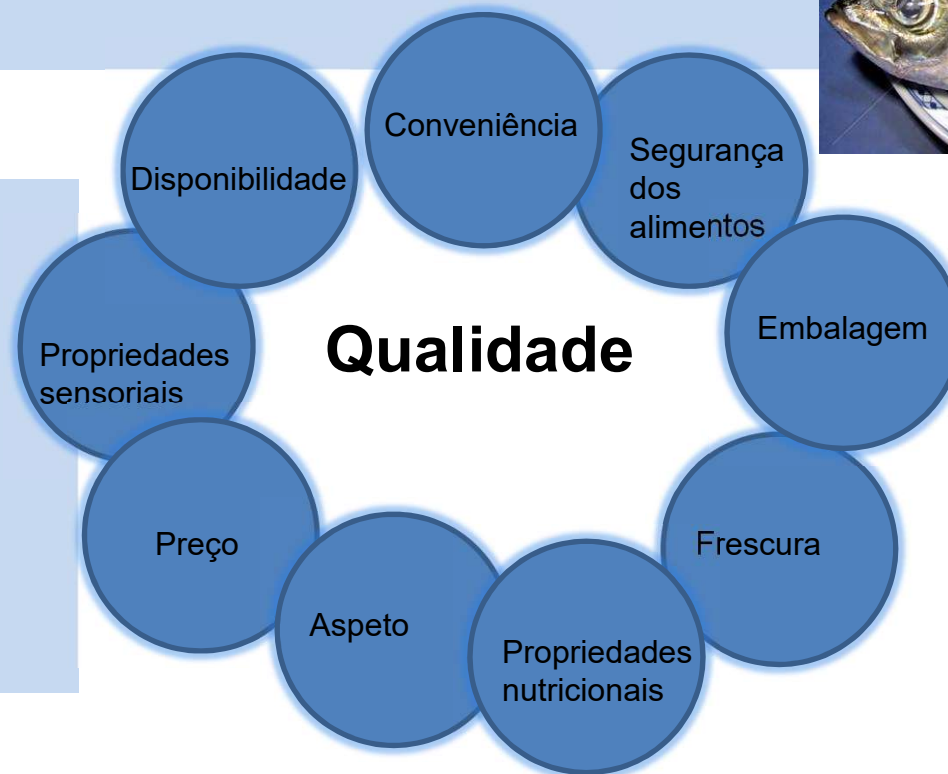 Conveniência
Segurança
dos
alimentos
Disponibilidade
Embalagem
Qualidade
Propriedades
sensoriais
Preço
Frescura
Aspeto
Propriedades
nutricionais